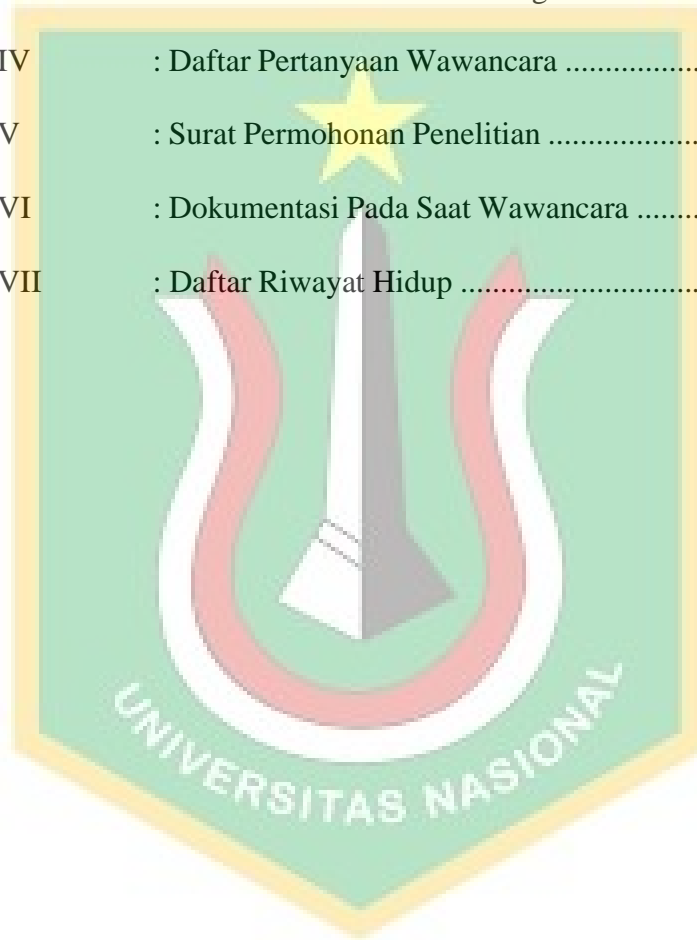 IV : Daftar Pertanyaan Wawancara ................
V : Surat Permohonan Penelitian ..................
VI : Dokumentasi Pada Saat Wawancara .......
VII : Daftar Riwayat Hidup ............................
UNIVERSITAS NASIONAL